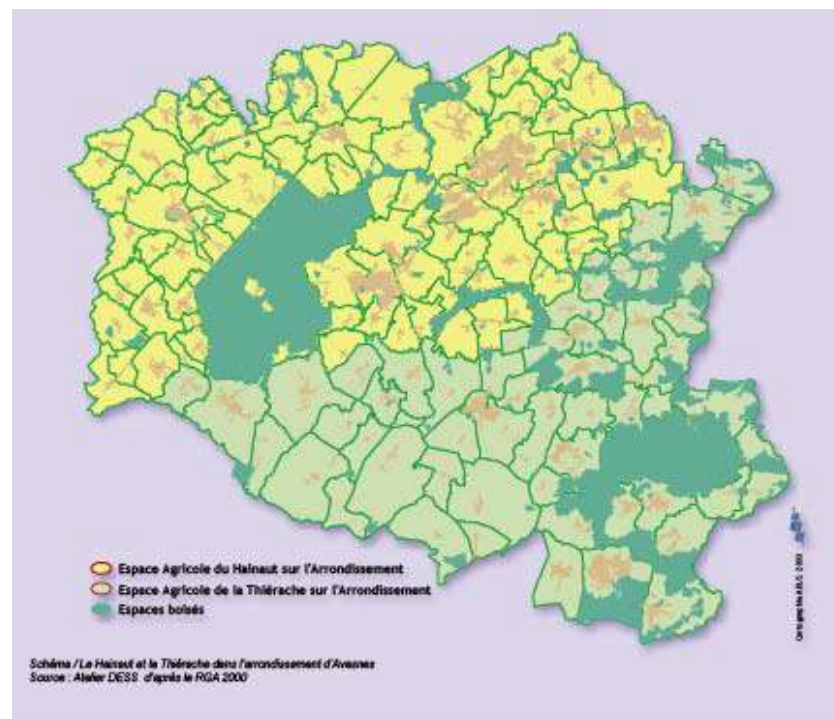 Espace Agricole du Hainaut sur l'Arrondissement
Espace Agricole de la Thiérache sur l'Arrondissement
Espaces boisés
Schéma / Le Hainaut et la Thiérache dans l'arrondissement d'Avesnes
Source : Atelier DESS d'après le RGA 2000